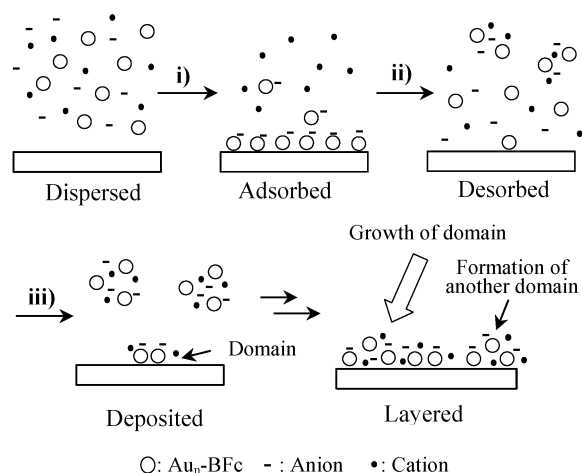 i)
ii)
Dispersed
Adsorbed
Desorbed
Growth of domain
Formation of
another domain
iii)
Domain
Deposited
Layered
○: Auₙ-BFc -: Anion •: Cation